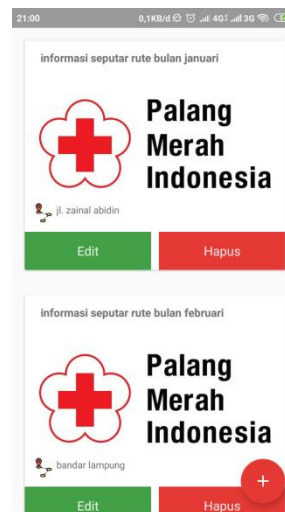 21:00 0,1KB/d 4G 3G
informasi seputar rute bulan januari
Palang
Merah
Indonesia
jl. zainal abidin
Edit Hapus
informasi seputar rute bulan februari
Palang
Merah
Indonesia
bandar lampung
+
Edit Hapus